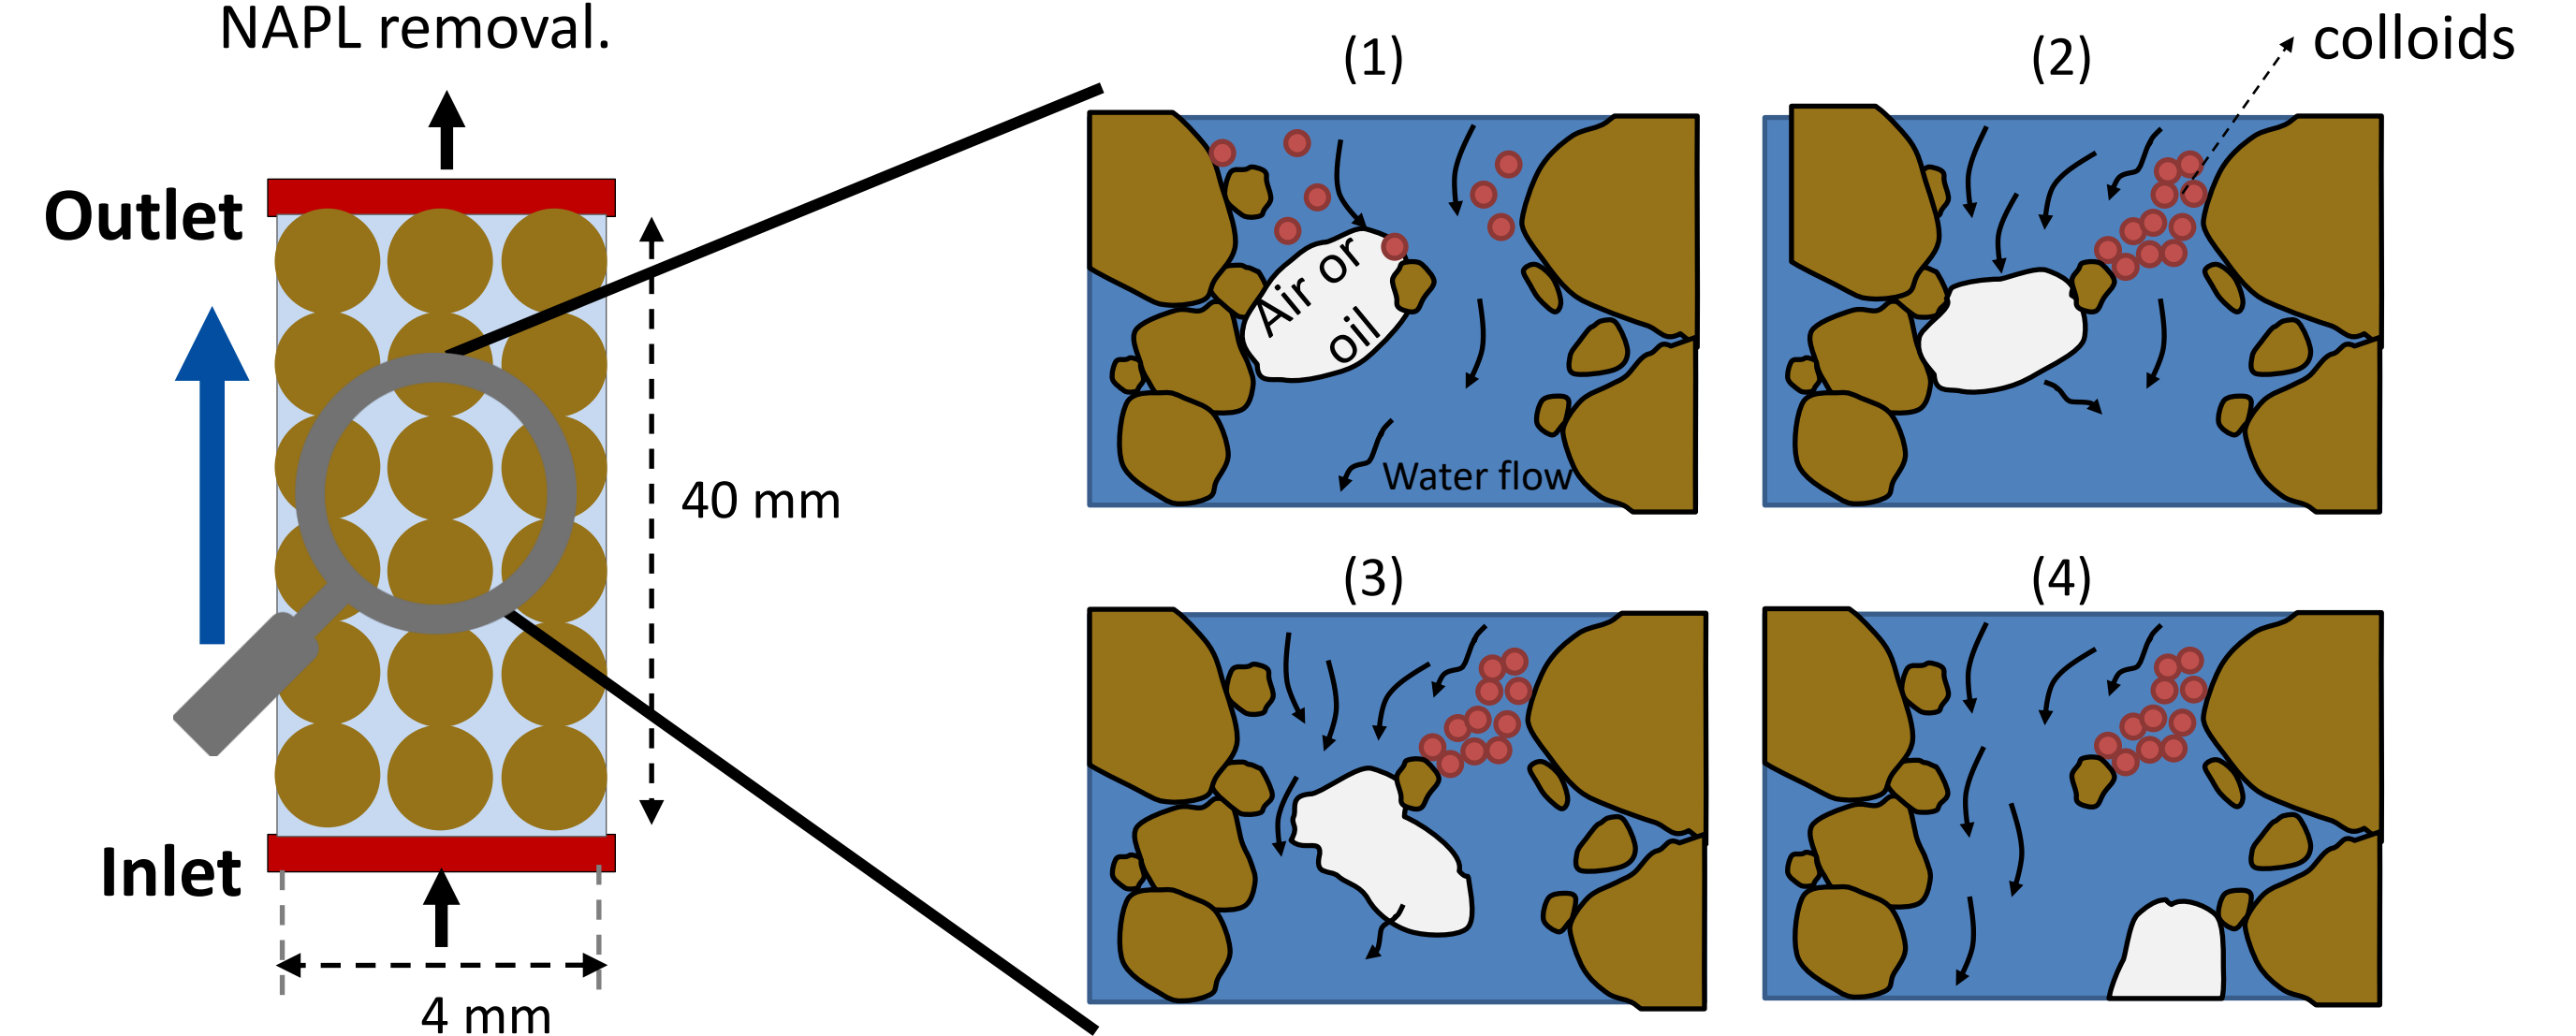 NAPL removal.
Outlet
40 mm
Inlet
4 mm
(1)
Air or
oil
Water flow
(2)
colloids
(3)
(4)